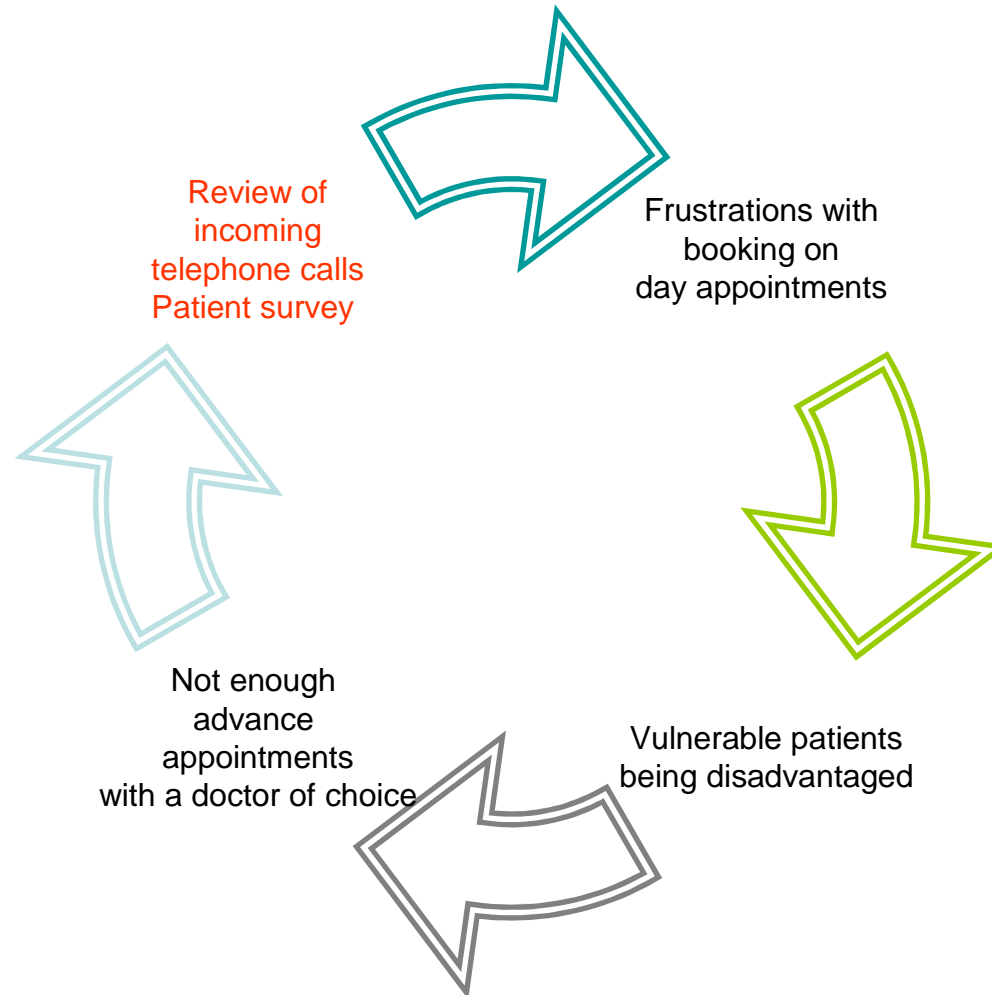 Review of
incoming
telephone calls
Patient survey
Frustrations with
booking on
day appointments
Vulnerable patients
being disadvantaged
Not enough
advance
appointments
with a doctor of choice